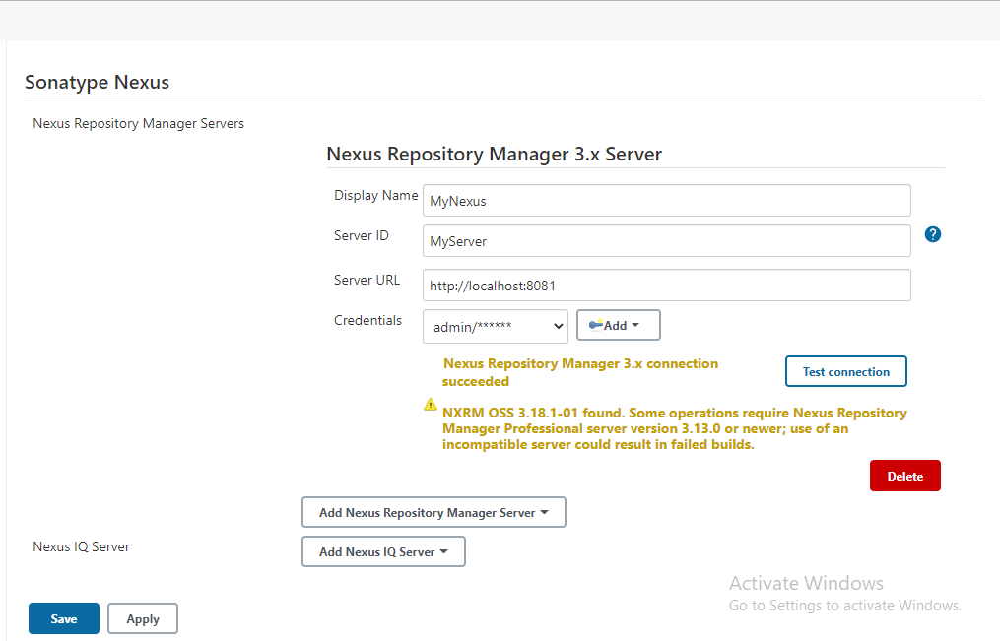 Sonatype Nexus
Nexus Repository Manager Servers
Nexus Repository Manager 3.x Server
Display Name
MyNexus
Server ID
MyServer
?
Server URL
http://localhost:8081
Credentials
admin/******
Add
Nexus Repository Manager 3.x connection
succeeded
Test connection
NXRM OSS 3.18.1-01 found. Some operations require Nexus Repository
Manager Professional server version 3.13.0 or newer; use of an
incompatible server could result in failed builds.
Delete
Add Nexus Repository Manager Server
Nexus IQ Server
Add Nexus IQ Server
Activate Windows
Go to Settings to activate Windows.
Save
Apply